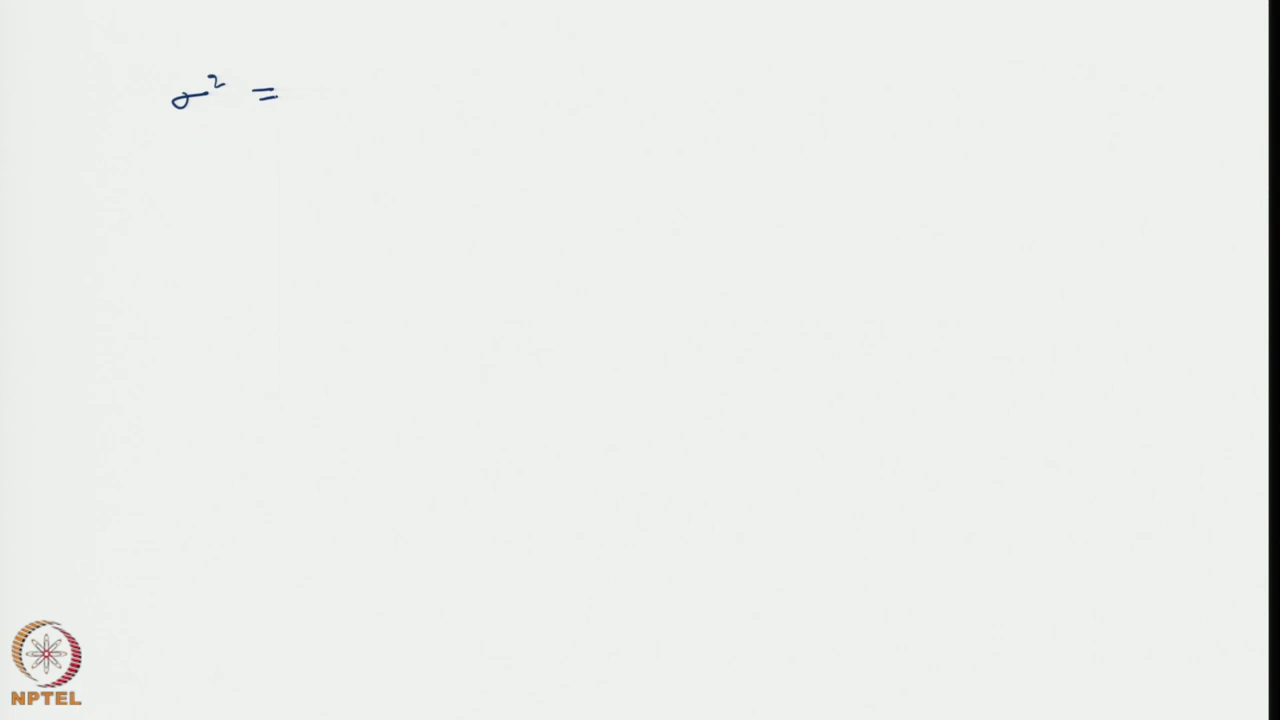 σ² =
NPTEL